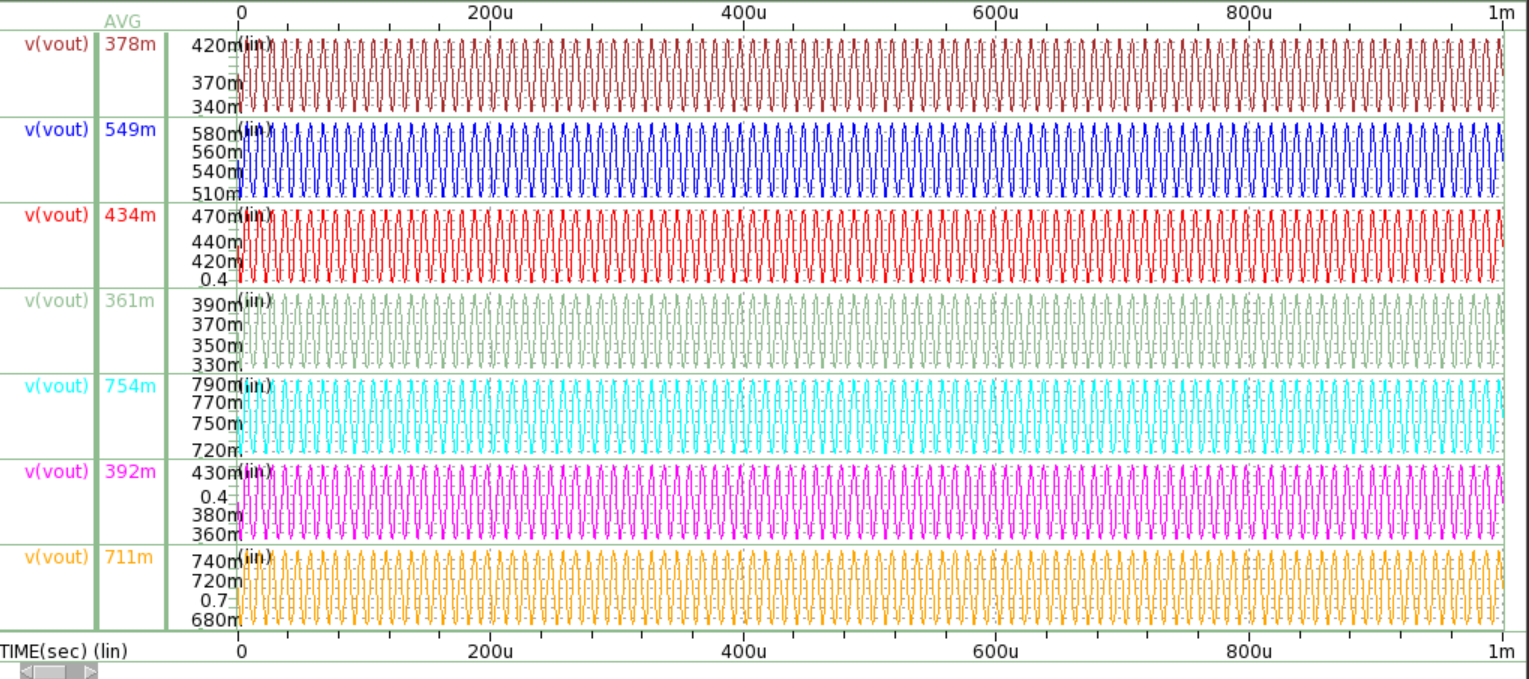 0 200u 400u 600u 800u 1m
AVG
v(vout) 378m 420m (lin)
370m
340m
v(vout) 549m 580m (lin)
560m
540m
510m
v(vout) 434m 470m (lin)
440m
420m
0.4
v(vout) 361m 390m (lin)
370m
350m
330m
v(vout) 754m 790m (lin)
770m
750m
720m
v(vout) 392m 430m (lin)
0.4
380m
360m
v(vout) 711m 740m (lin)
720m
0.7
680m
TIME(sec) (lin) 0 200u 400u 600u 800u 1m